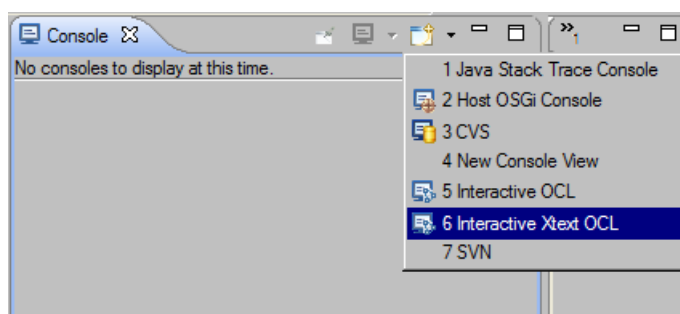 Console
»1
No consoles to display at this time.
1 Java Stack Trace Console
2 Host OSGi Console
3 CVS
4 New Console View
5 Interactive OCL
6 Interactive Xtext OCL
7 SVN